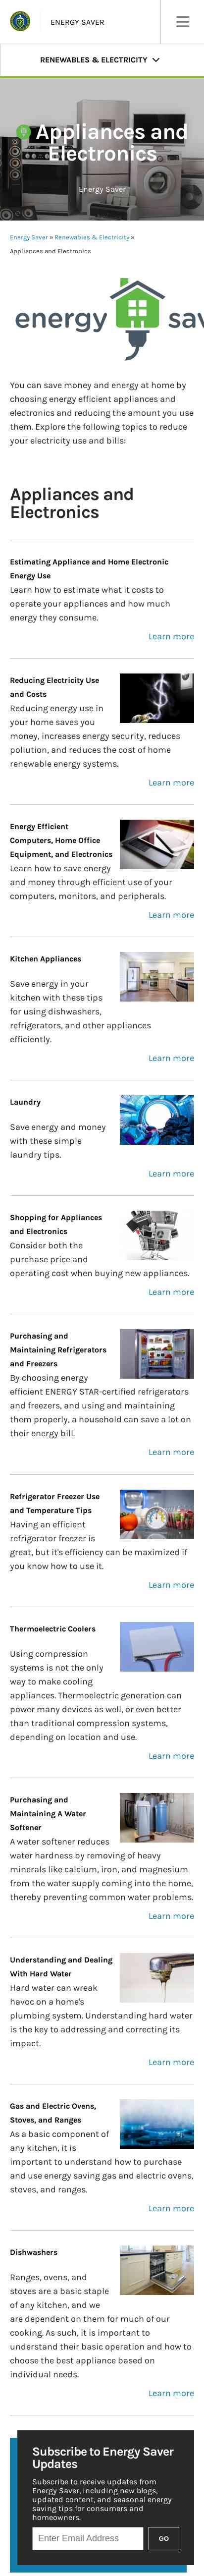 ENERGY SAVER
RENEWABLES & ELECTRICITY
Appliances and
Electronics
Energy Saver
Energy Saver » Renewables & Electricity »
Appliances and Electronics
energy sav
You can save money and energy at home by
choosing energy efficient appliances and
electronics and reducing the amount you use
them. Explore the following topics to reduce
your electricity use and bills:
Appliances and
Electronics
Estimating Appliance and Home Electronic
Energy Use
Learn how to estimate what it costs to
operate your appliances and how much
energy they consume.
Learn more
Reducing Electricity Use
and Costs
Reducing energy use in
your home saves you
money, increases energy security, reduces
pollution, and reduces the cost of home
renewable energy systems.
Learn more
Energy Efficient
Computers, Home Office
Equipment, and Electronics
Learn how to save energy
and money through efficient use of your
computers, monitors, and peripherals.
Learn more
Kitchen Appliances
Save energy in your
kitchen with these tips
for using dishwashers,
refrigerators, and other appliances
efficiently.
Learn more
Laundry
Save energy and money
with these simple
laundry tips.
Learn more
Shopping for Appliances
and Electronics
Consider both the
purchase price and
operating cost when buying new appliances.
Learn more
Purchasing and
Maintaining Refrigerators
and Freezers
By choosing energy
efficient ENERGY STAR-certified refrigerators
and freezers, and using and maintaining
them properly, a household can save a lot on
their energy bill.
Learn more
Refrigerator Freezer Use
and Temperature Tips
Having an efficient
refrigerator freezer is
great, but it's efficiency can be maximized if
you know how to use it.
Learn more
Thermoelectric Coolers
Using compression
systems is not the only
way to make cooling
appliances. Thermoelectric generation can
power many devices as well, or even better
than traditional compression systems,
depending on location and use.
Learn more
Purchasing and
Maintaining A Water
Softener
A water softener reduces
water hardness by removing of heavy
minerals like calcium, iron, and magnesium
from the water supply coming into the home,
thereby preventing common water problems.
Learn more
Understanding and Dealing
With Hard Water
Hard water can wreak
havoc on a home's
plumbing system. Understanding hard water
is the key to addressing and correcting its
impact.
Learn more
Gas and Electric Ovens,
Stoves, and Ranges
As a basic component of
any kitchen, it is
important to understand how to purchase
and use energy saving gas and electric ovens,
stoves, and ranges.
Learn more
Dishwashers
Ranges, ovens, and
stoves are a basic staple
of any kitchen, and we
are dependent on them for much of our
cooking. As such, it is important to
understand their basic operation and how to
choose the best appliance based on
individual needs.
Learn more
Subscribe to Energy Saver
Updates
Subscribe to receive updates from
Energy Saver, including new blogs,
updated content, and seasonal energy
saving tips for consumers and
homeowners.
Enter Email Address
GO